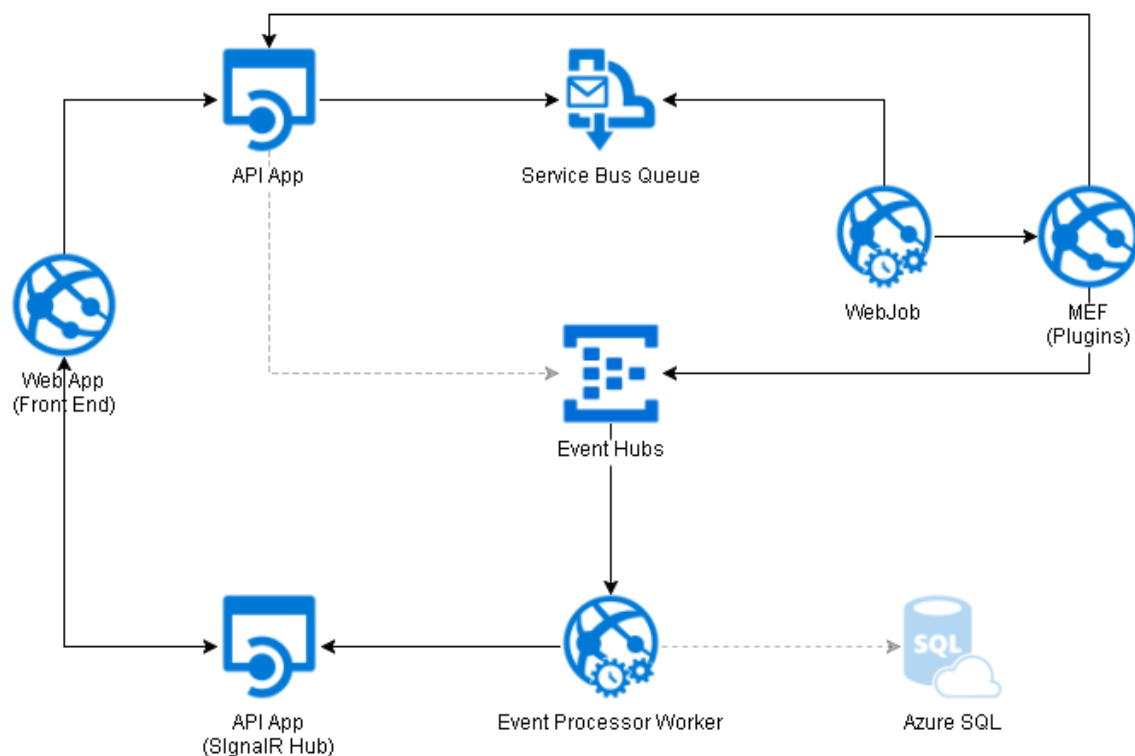 API App
Service Bus Queue
WebJob
MEF
(Plugins)
Web App
(Front End)
Event Hubs
API App
(SIgnalR Hub)
Event Processor Worker
SQL
Azure SQL